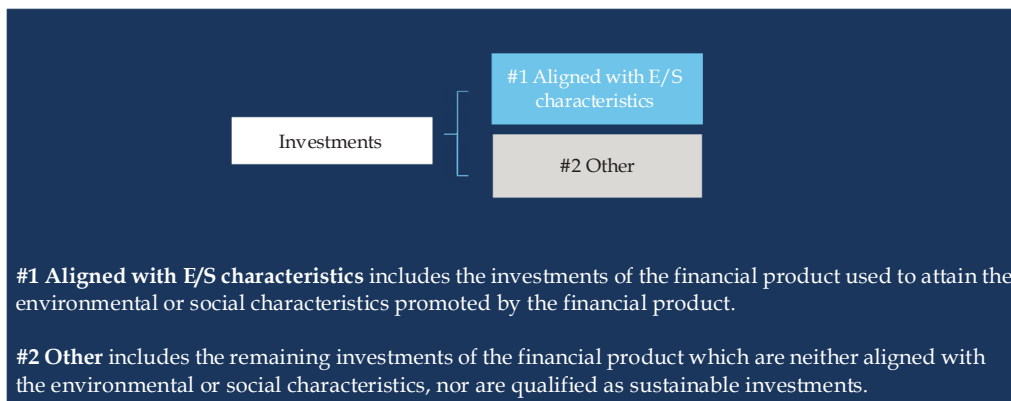 #1 Aligned with E/S
characteristics
Investments
#2 Other
#1 Aligned with E/S characteristics includes the investments of the financial product used to attain the
environmental or social characteristics promoted by the financial product.
#2 Other includes the remaining investments of the financial product which are neither aligned with
the environmental or social characteristics, nor are qualified as sustainable investments.